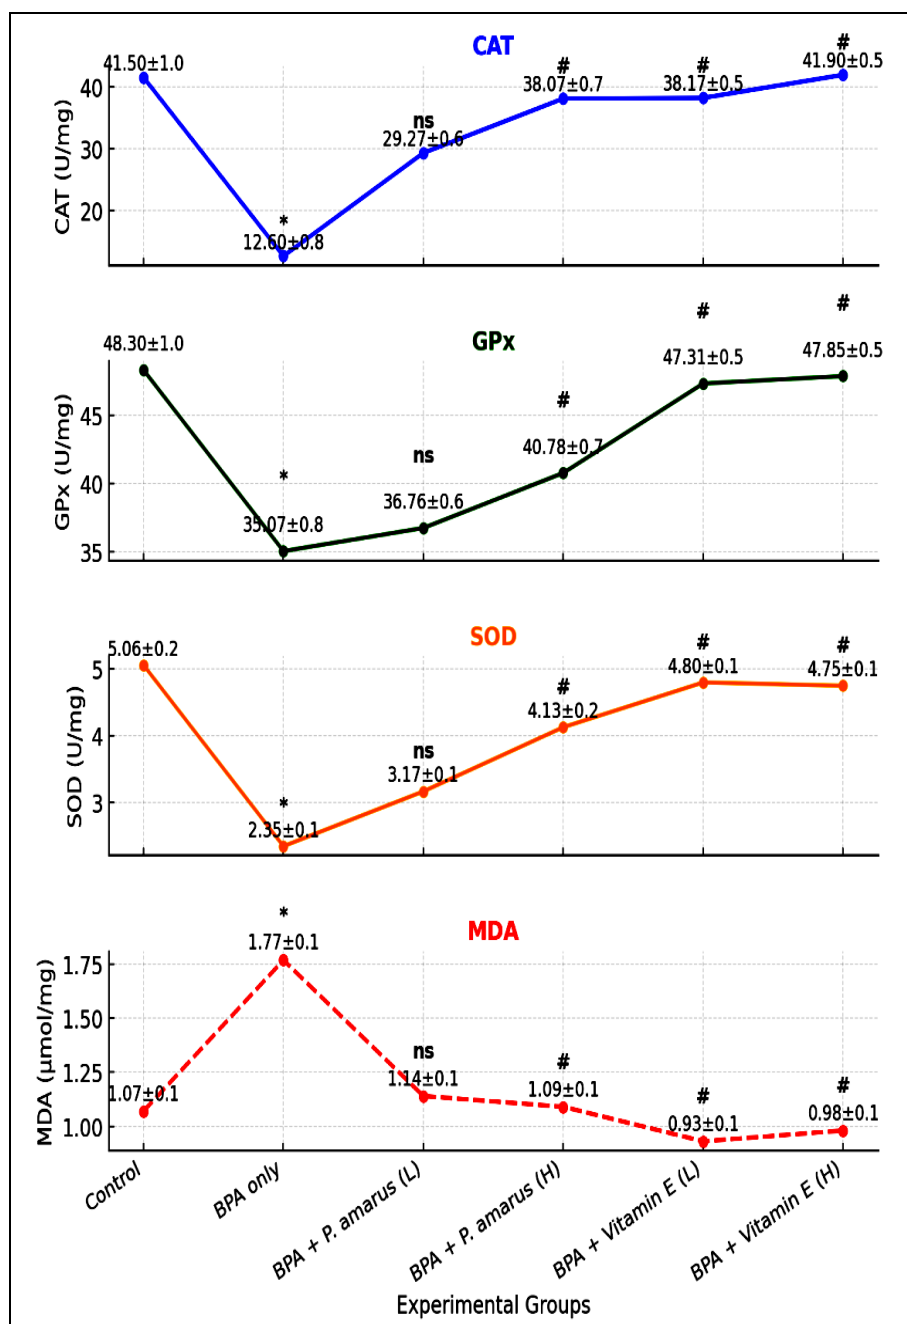 CAT
41.50±1.0
*
12.60±0.8
ns
29.27±0.6
#
38.07±0.7
#
38.17±0.5
#
41.90±0.5
40
30
20
CAT (U/mg)
GPx
48.30±1.0
*
35.07±0.8
ns
36.76±0.6
#
40.78±0.7
#
47.31±0.5
#
47.85±0.5
45
40
35
GPx (U/mg)
SOD
5.06±0.2
*
2.35±0.1
ns
3.17±0.1
#
4.13±0.2
#
4.80±0.1
#
4.75±0.1
5
4
3
SOD (U/mg)
MDA
1.07±0.1
*
1.77±0.1
ns
1.14±0.1
#
1.09±0.1
#
0.93±0.1
#
0.98±0.1
1.75
1.50
1.25
1.00
MDA (μmol/mg)
Control
BPA only
BPA + P. amarus (L)
BPA + P. amarus (H)
BPA + Vitamin E (L)
BPA + Vitamin E (H)
Experimental Groups